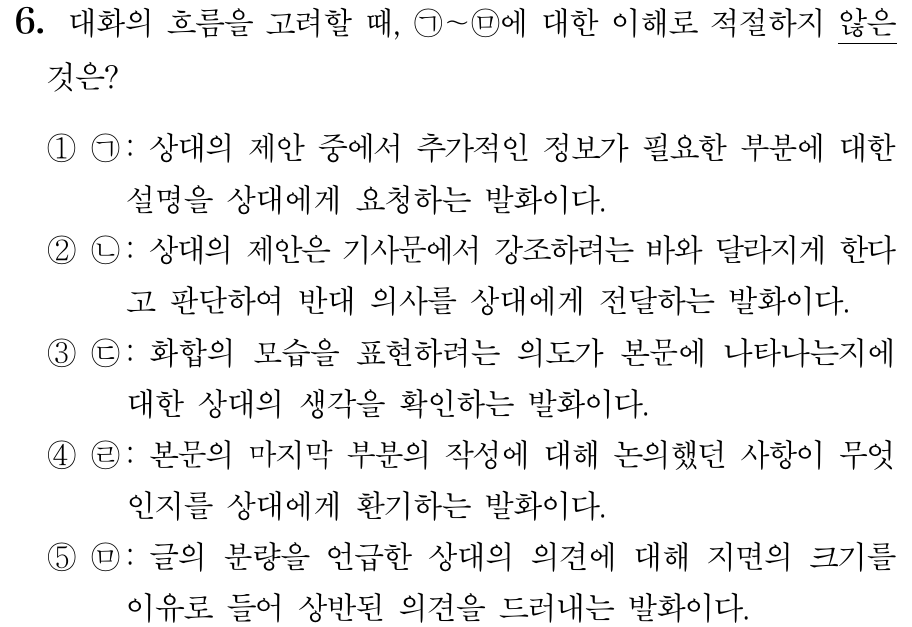 6. 대화의 흐름을 고려할 때, ㉠~㉤에 대한 이해로 적절하지 않은
것은?
① ㉠: 상대의 제안 중에서 추가적인 정보가 필요한 부분에 대한
설명을 상대에게 요청하는 발화이다.
② ㉡: 상대의 제안은 기사문에서 강조하려는 바와 달라지게 한다
고 판단하여 반대 의사를 상대에게 전달하는 발화이다.
③ ㉢: 화합의 모습을 표현하려는 의도가 본문에 나타나는지에
대한 상대의 생각을 확인하는 발화이다.
④ ㉣: 본문의 마지막 부분의 작성에 대해 논의했던 사항이 무엇
인지를 상대에게 환기하는 발화이다.
⑤ ㉤: 글의 분량을 언급한 상대의 의견에 대해 지면의 크기를
이유로 들어 상반된 의견을 드러내는 발화이다.